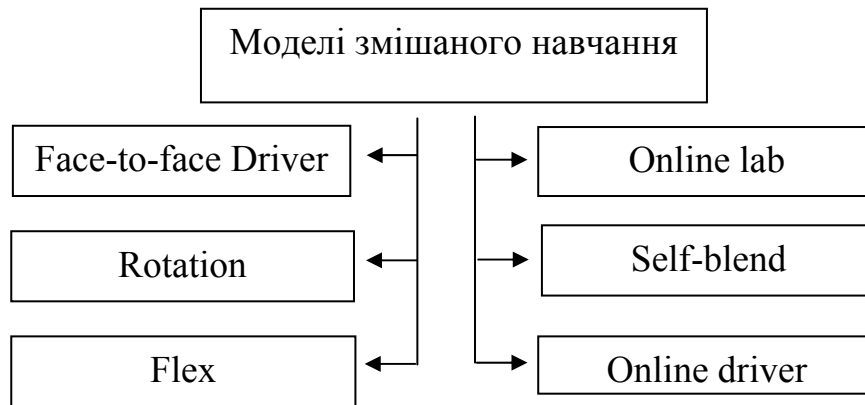 Моделі змішаного навчання
Face-to-face Driver
Rotation
Flex
Online lab
Self-blend
Online driver